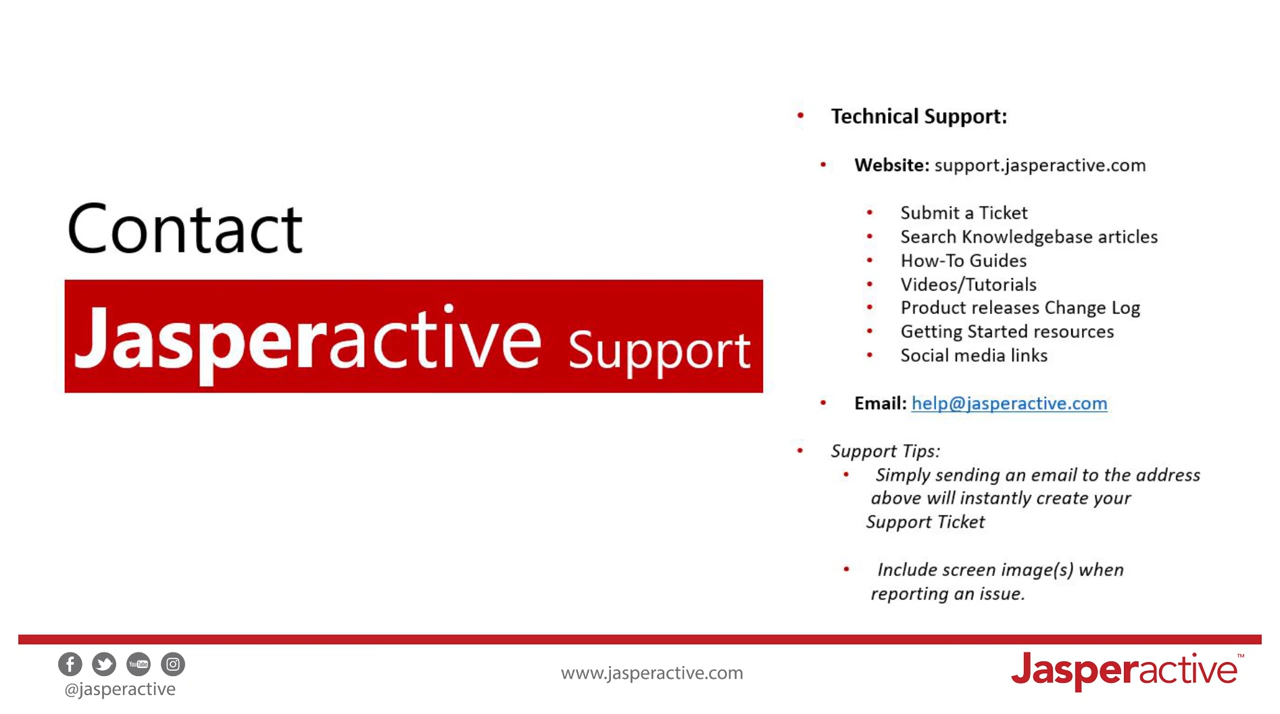 Contact
Jasperactive Support
• Technical Support:
• Website: support.jasperactive.com
• Submit a Ticket
• Search Knowledgebase articles
• How-To Guides
• Videos/Tutorials
• Product releases Change Log
• Getting Started resources
• Social media links
• Email: help@jasperactive.com
• Support Tips:
• Simply sending an email to the address
above will instantly create your
Support Ticket
• Include screen image(s) when
reporting an issue.
YouTube
@jasperactive
www.jasperactive.com
Jasperactive™